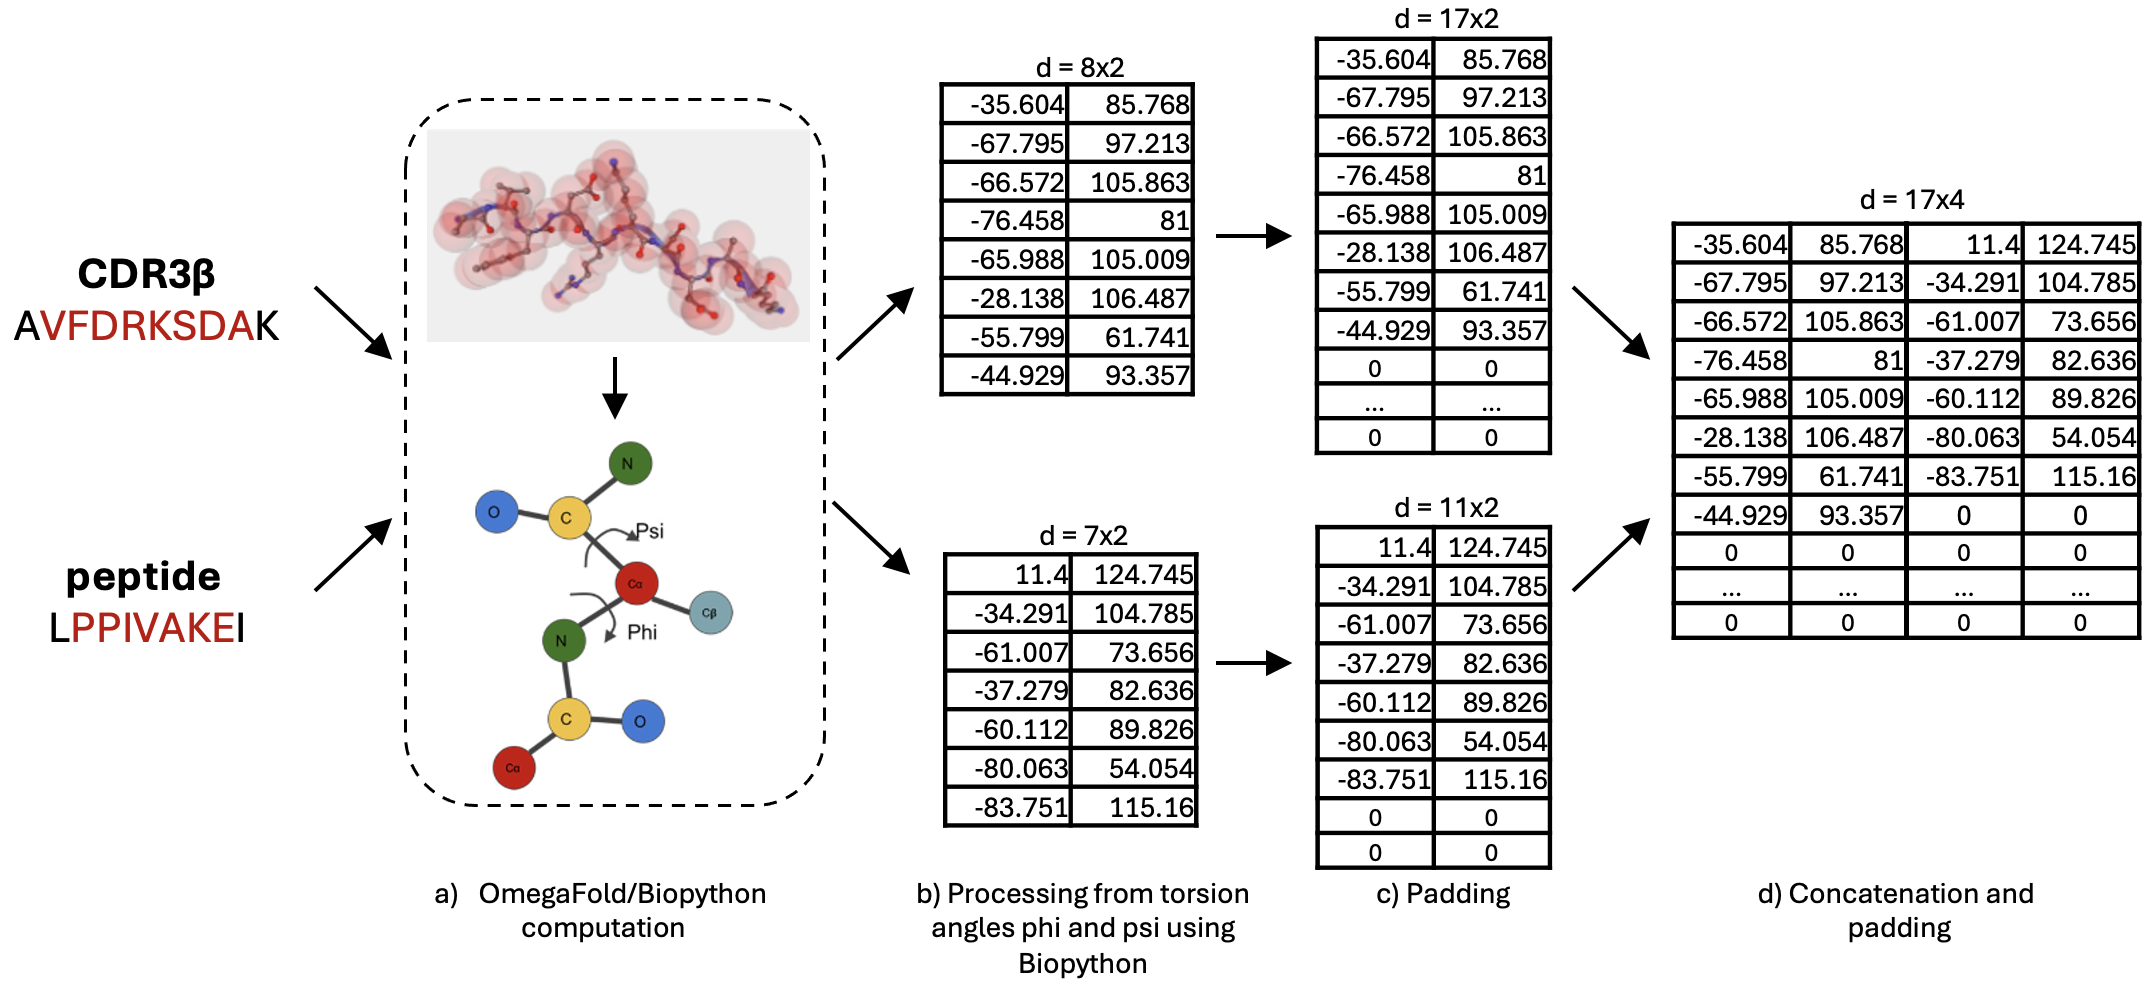 CDR3β
AVFDRKSDAK
peptide
LPPIVAKEI
N
O
C
Psi
Cα
Cβ
Phi
N
C
O
Cα
a) OmegaFold/Biopython
computation
d = 8x2
-35.604 85.768
-67.795 97.213
-66.572 105.863
-76.458 81
-65.988 105.009
-28.138 106.487
-55.799 61.741
-44.929 93.357
d = 7x2
11.4 124.745
-34.291 104.785
-61.007 73.656
-37.279 82.636
-60.112 89.826
-80.063 54.054
-83.751 115.16
b) Processing from torsion
angles phi and psi using
Biopython
d = 17x2
-35.604 85.768
-67.795 97.213
-66.572 105.863
-76.458 81
-65.988 105.009
-28.138 106.487
-55.799 61.741
-44.929 93.357
0 0
... ...
0 0
d = 11x2
11.4 124.745
-34.291 104.785
-61.007 73.656
-37.279 82.636
-60.112 89.826
-80.063 54.054
-83.751 115.16
0 0
0 0
c) Padding
d = 17x4
-35.604 85.768 11.4 124.745
-67.795 97.213 -34.291 104.785
-66.572 105.863 -61.007 73.656
-76.458 81 -37.279 82.636
-65.988 105.009 -60.112 89.826
-28.138 106.487 -80.063 54.054
-55.799 61.741 -83.751 115.16
-44.929 93.357 0 0
0 0 0 0
... ... ... ...
0 0 0 0
d) Concatenation and
padding